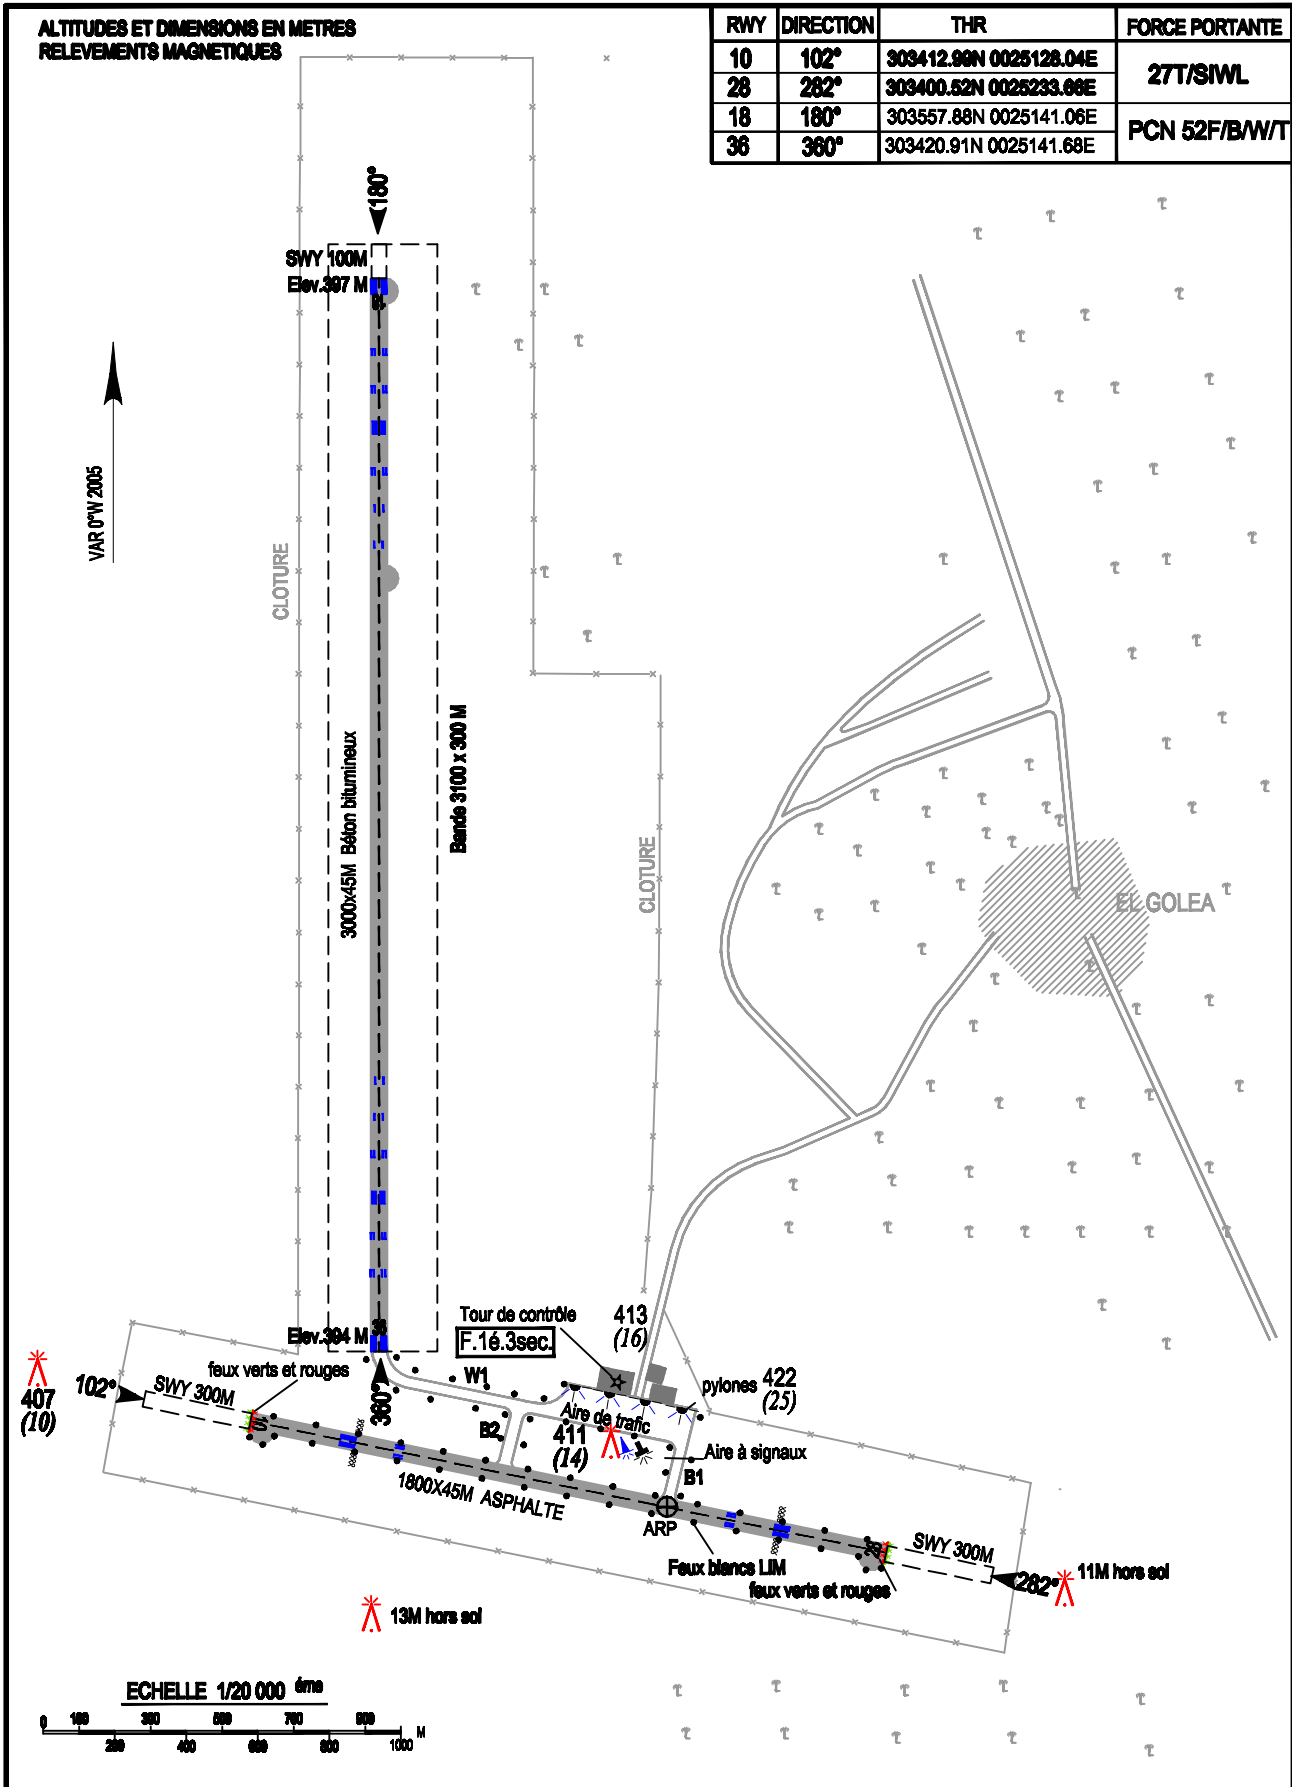 ALTITUDES ET DIMENSIONS EN METRES
RELEVEMENTS MAGNETIQUES
RWY DIRECTION THR FORCE PORTANTE
10 102° 303412.99N 0025128.04E 27T/SIWL
28 282° 303400.52N 0025233.66E
18 180° 303557.88N 0025141.06E PCN 52F/B/W/T
36 360° 303420.91N 0025141.68E
180°
SWY 100M
Elev.397 M
18
VAR 0°W 2005
CLOTURE
3000x45M Béton bitumineux
Bande 3100 x 300 M
CLOTURE
EL GOLEA
Elev.394 M
36
Tour de contrôle
F.1é.3sec.
413
(16)
feux verts et rouges
W1
pylones 422
(25)
407
(10)
102°
SWY 300M
360°
10
B2
Aire de trafic
411
(14)
Aire à signaux
B1
1800X45M ASPHALTE
ARP
28
SWY 300M
Feux blancs LIM
feux verts et rouges
282°
11M hors sol
13M hors sol
ECHELLE 1/20 000 éme
0 100 300 500 700 900 M
200 400 600 800 1000